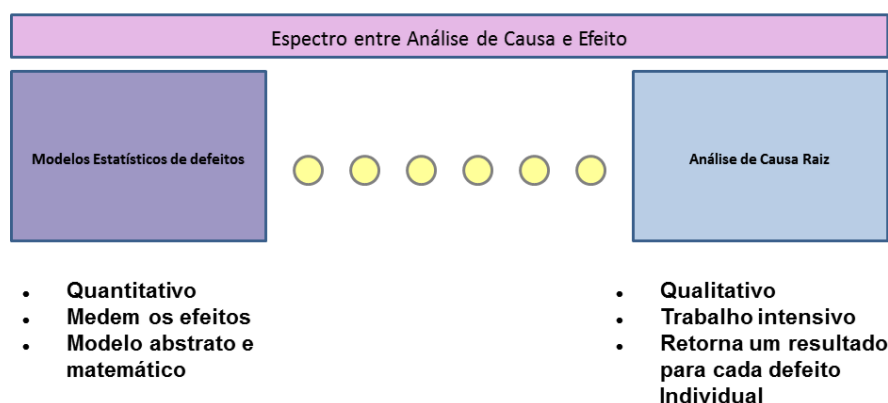 Espectro entre Análise de Causa e Efeito
Modelos Estatísticos de defeitos
Análise de Causa Raiz
• Quantitativo
• Medem os efeitos
• Modelo abstrato e
matemático
• Qualitativo
• Trabalho intensivo
• Retorna um resultado
para cada defeito
Individual